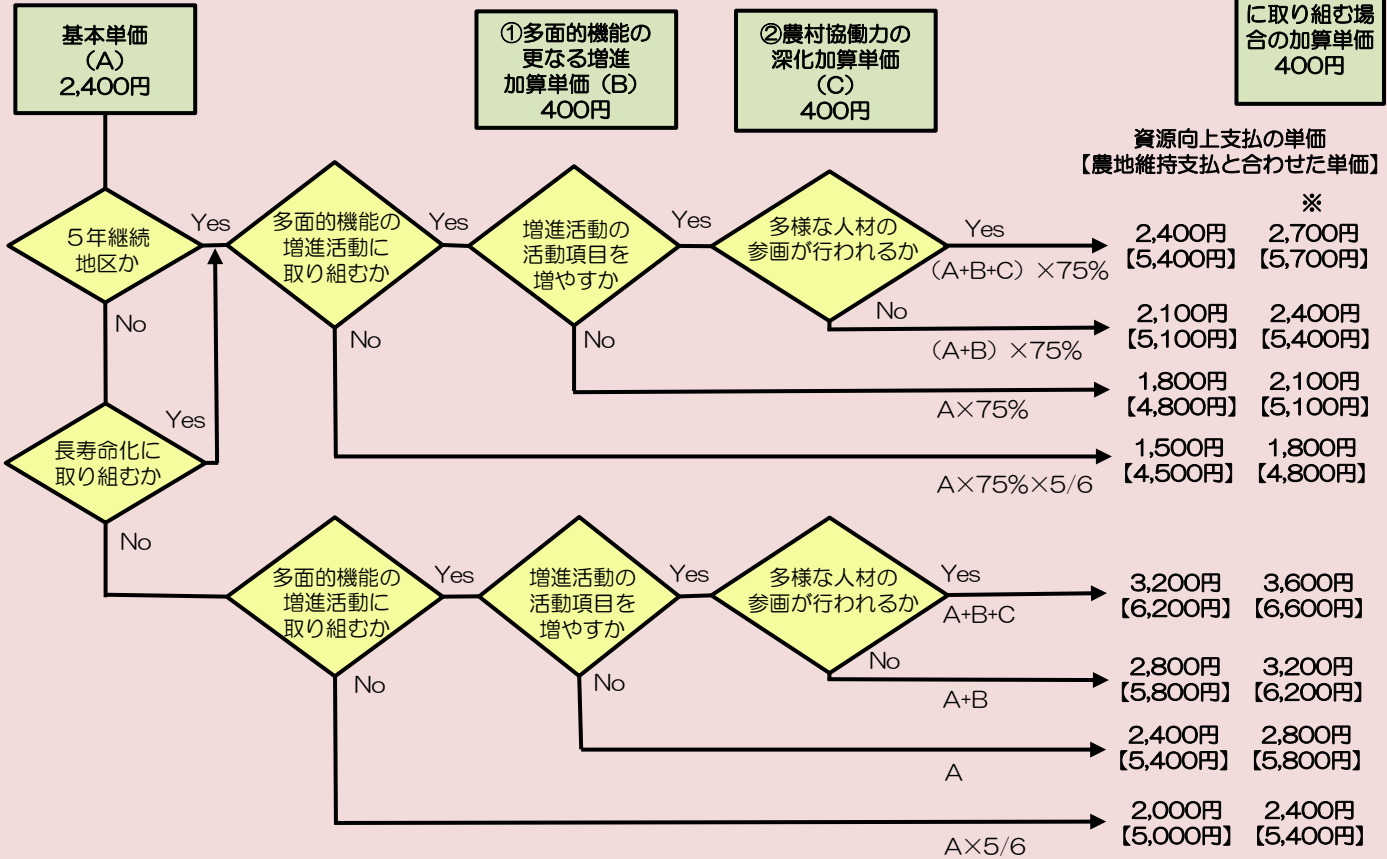 基本単価
（A）
2,400円
①多面的機能の
更なる増進
加算単価（B）
400円
②農村協働力の
深化加算単価
（C）
400円
に取り組む場
合の加算単価
400円
資源向上支払の単価
【農地維持支払と合わせた単価】
※
５年継続
地区か
Yes
No
多面的機能の
増進活動に
取り組むか
Yes
No
増進活動の
活動項目を
増やすか
Yes
No
多様な人材の
参画が行われるか
Yes
（A+B+C）×75%
2,400円 2,700円
【5,400円】 【5,700円】
No
（A+B）×75%
2,100円 2,400円
【5,100円】 【5,400円】
A×75%
1,800円 2,100円
【4,800円】 【5,100円】
A×75%×5/6
1,500円 1,800円
【4,500円】 【4,800円】
長寿命化に
取り組むか
Yes
No
多面的機能の
増進活動に
取り組むか
Yes
No
増進活動の
活動項目を
増やすか
Yes
No
多様な人材の
参画が行われるか
Yes
A+B+C
3,200円 3,600円
【6,200円】 【6,600円】
No
A+B
2,800円 3,200円
【5,800円】 【6,200円】
A
2,400円 2,800円
【5,400円】 【5,800円】
A×5/6
2,000円 2,400円
【5,000円】 【5,400円】